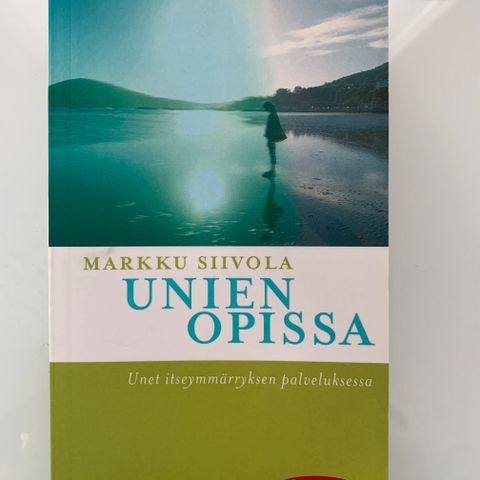 MARKKU SIIVOLA
UNIEN
OPISSA
Unet itseymmärryksen palveluksessa